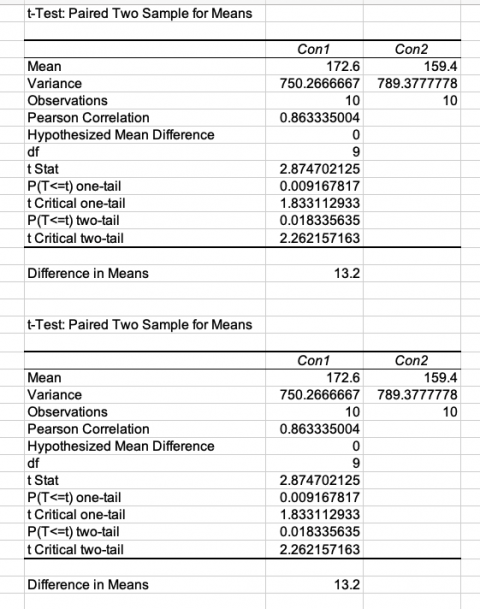 t-Test: Paired Two Sample for Means
Con1 Con2
Mean 172.6 159.4
Variance 750.2666667 789.3777778
Observations 10 10
Pearson Correlation 0.863335004
Hypothesized Mean Difference 0
df 9
t Stat 2.874702125
P(T<=t) one-tail 0.009167817
t Critical one-tail 1.833112933
P(T<=t) two-tail 0.018335635
t Critical two-tail 2.262157163
Difference in Means 13.2
t-Test: Paired Two Sample for Means
Con1 Con2
Mean 172.6 159.4
Variance 750.2666667 789.3777778
Observations 10 10
Pearson Correlation 0.863335004
Hypothesized Mean Difference 0
df 9
t Stat 2.874702125
P(T<=t) one-tail 0.009167817
t Critical one-tail 1.833112933
P(T<=t) two-tail 0.018335635
t Critical two-tail 2.262157163
Difference in Means 13.2